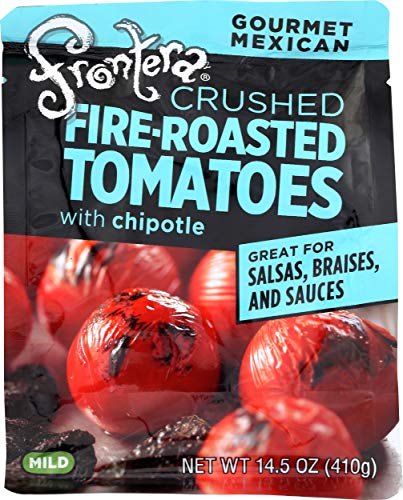 GOURMET
MEXICAN
Frontera®
CRUSHED
FIRE-ROASTED
TOMATOES
with chipotle
GREAT FOR
SALSAS, BRAISES,
AND SAUCES
MILD
NET WT 14.5 OZ (410g)